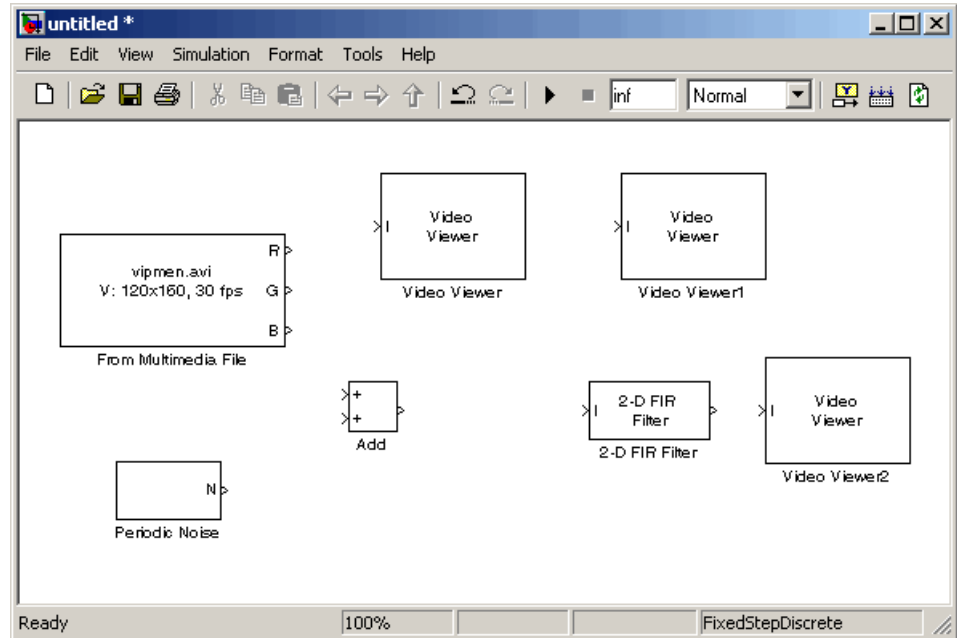 untitled *
File Edit View Simulation Format Tools Help
inf Normal
Video
Viewer
I
Video Viewer
Video
Viewer
I
Video Viewer1
vipmen.avi
V: 120x160, 30 fps
R
G
B
From Multimedia File
+
+
Add
I
2-D FIR
Filter
2-D FIR Filter
I
Video
Viewer
Video Viewer2
N
Periodic Noise
Ready 100% FixedStepDiscrete